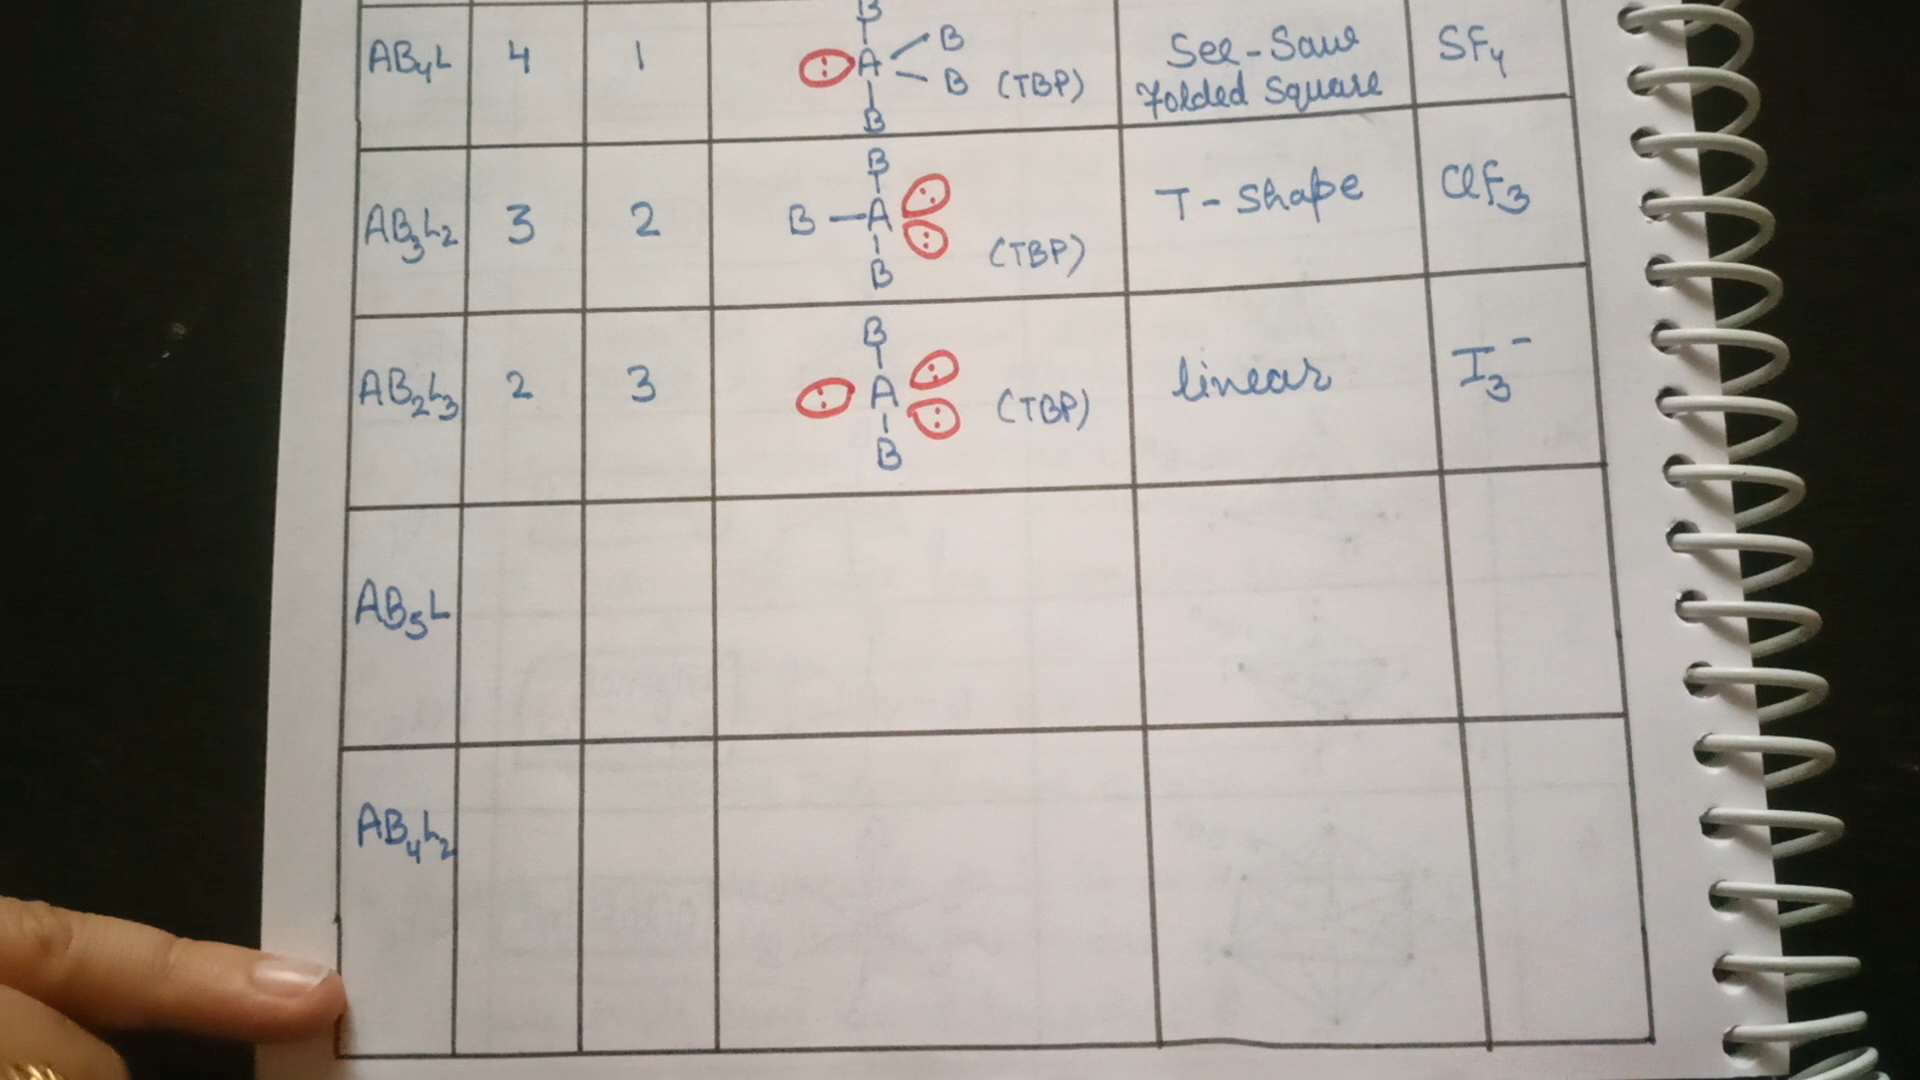 B
AB₄L 4 1 :A B B (TBP) See-Saw Folded Square SF₄
B
B
AB₃L₂ 3 2 B-A : : (TBP) T-Shape ClF₃
B
B
AB₂L₃ 2 3 :A : : (TBP) linear I₃⁻
B
AB₅L
AB₄L₂